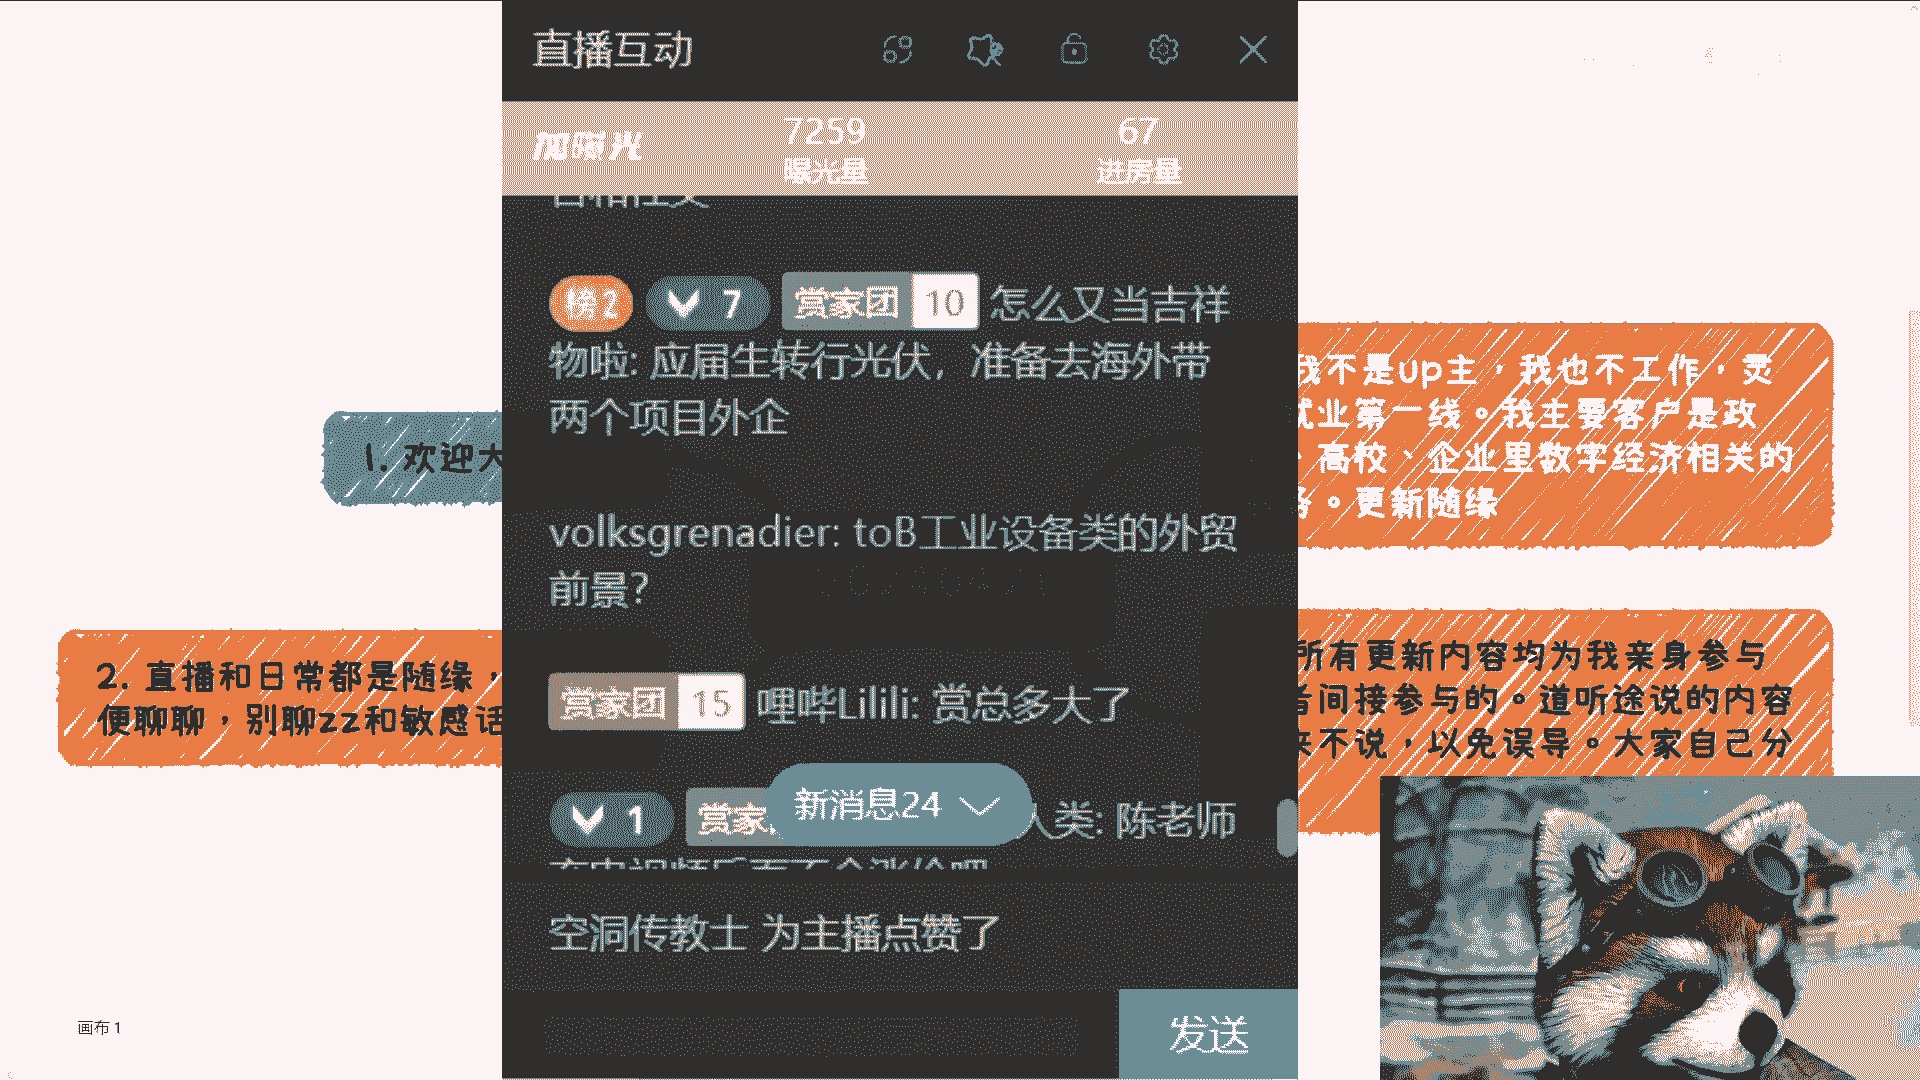 直播互动
加曝光
7259
曝光量
67
进房量
榜2 7 赏家团 10 怎么又当吉祥
物啦: 应届生转行光伏，准备去海外带
两个项目外企
volksgrenadier: toB工业设备类的外贸
前景?
赏家团 15 哩哔Lilili: 赏总多大了
1 赏家 人类: 陈老师
新消息24
空洞传教士 为主播点赞了
发送
1. 欢迎大
2. 直播和日常都是随缘，
便聊聊，别聊zz和敏感话
我不是up主，我也不工作，灵
就业第一线。我主要客户是政
、高校、企业里数字经济相关的
务。更新随缘
所有更新内容均为我亲身参与
者间接参与的。道听途说的内容
来不说，以免误导。大家自己分
画布 1